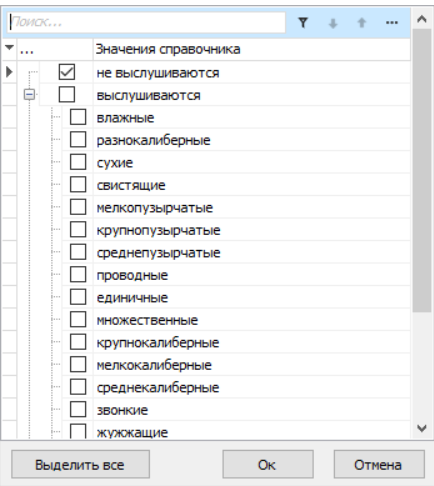 Поиск...
...
... Значения справочника
не выслушиваются
выслушиваются
влажные
разнокалиберные
сухие
свистящие
мелкопузырчатые
крупнопузырчатые
среднепузырчатые
проводные
единичные
множественные
крупнокалиберные
мелкокалиберные
среднекалиберные
звонкие
жужжащие
Выделить все Ок Отмена